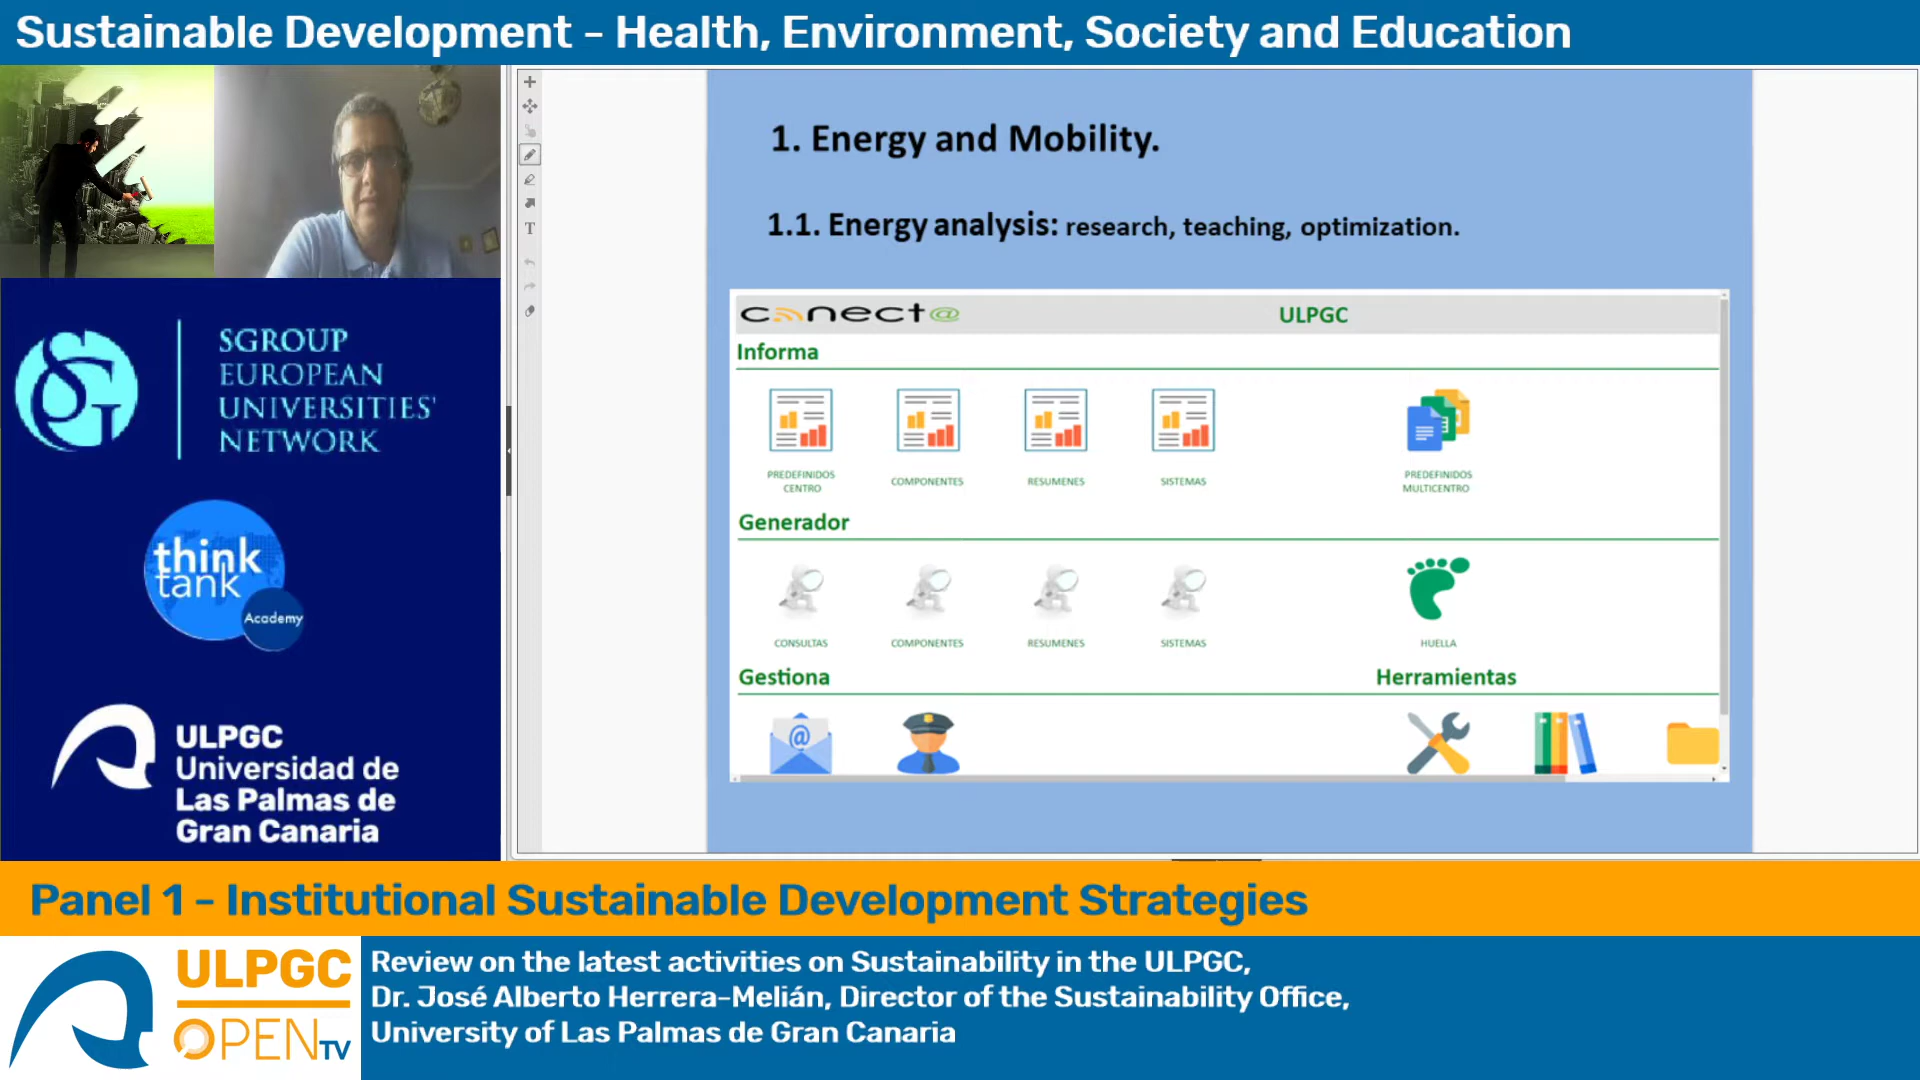 Sustainable Development - Health, Environment, Society and Education
1. Energy and Mobility.
1.1. Energy analysis: research, teaching, optimization.
conect@
ULPGC
Informa
PREDEFINIDOS
CENTRO
COMPONENTES
RESUMENES
SISTEMAS
PREDEFINIDOS
MULTICENTRO
Generador
CONSULTAS
COMPONENTES
RESUMENES
SISTEMAS
HUELLA
Gestiona
Herramientas
SG
SGROUP
EUROPEAN
UNIVERSITIES'
NETWORK
think
tank
Academy
ULPGC
Universidad de
Las Palmas de
Gran Canaria
Panel 1 - Institutional Sustainable Development Strategies
ULPGC
OPENTV
Review on the latest activities on Sustainability in the ULPGC,
Dr. José Alberto Herrera-Melián, Director of the Sustainability Office,
University of Las Palmas de Gran Canaria